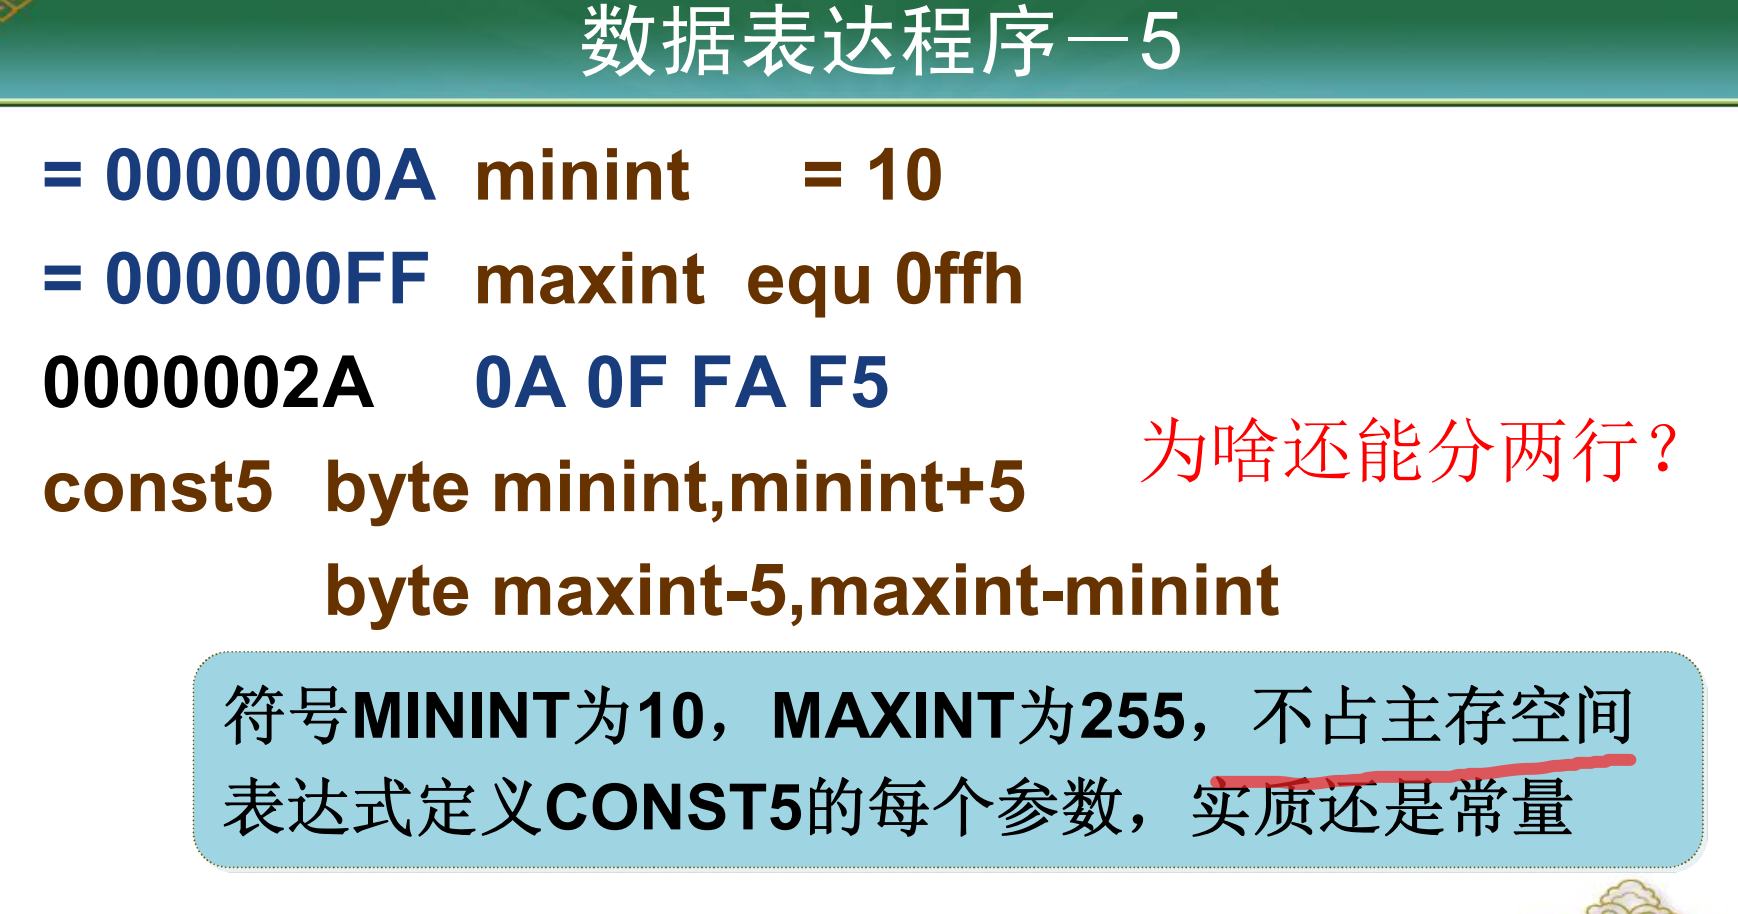 数据表达程序－5
= 0000000A minint = 10
= 000000FF maxint equ 0ffh
0000002A 0A 0F FA F5
const5 byte minint,minint+5
为啥还能分两行?
byte maxint-5,maxint-minint
符号MININT为10，MAXINT为255，不占主存空间
表达式定义CONST5的每个参数，实质还是常量